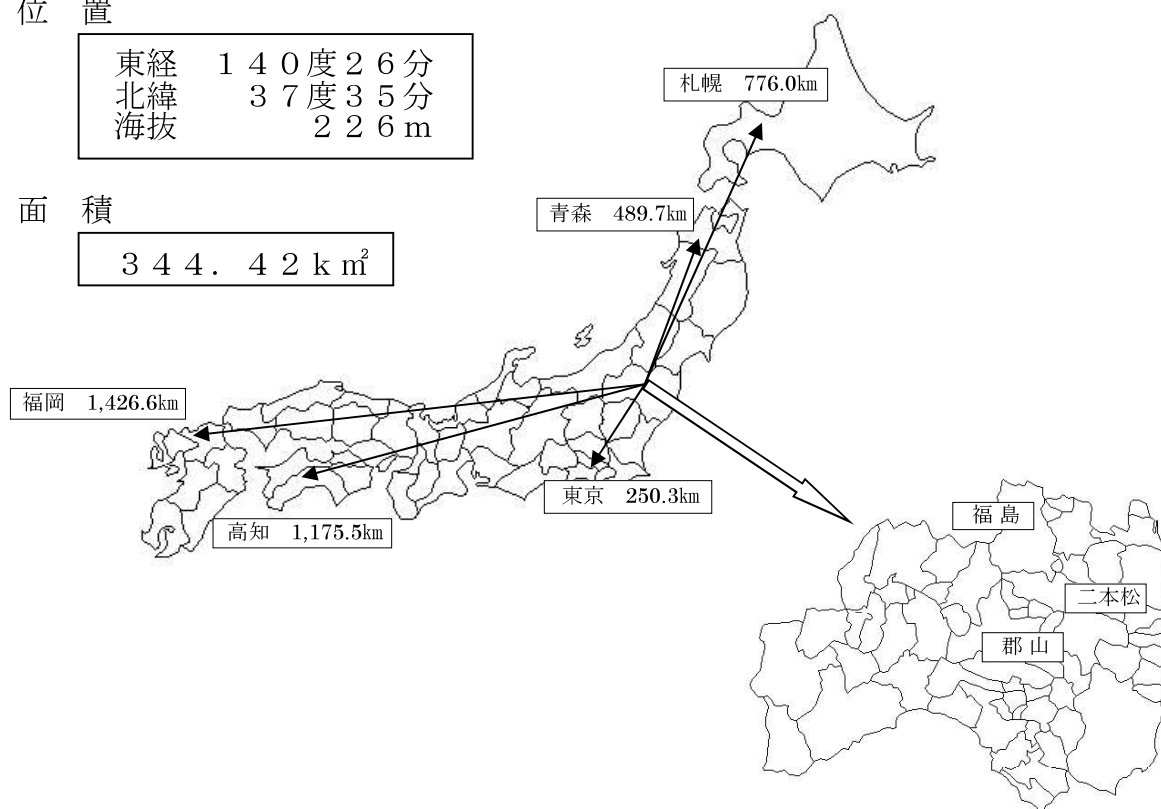 位　置
東経　１４０度２６分
北緯　　３７度３５分
海抜　　　　２２６ｍ
面　積
３４４．４２ｋ㎡
札幌　776.0㎞
青森　489.7㎞
福岡　1,426.6㎞
東京　250.3㎞
高知　1,175.5㎞
福 島
二本松
郡 山